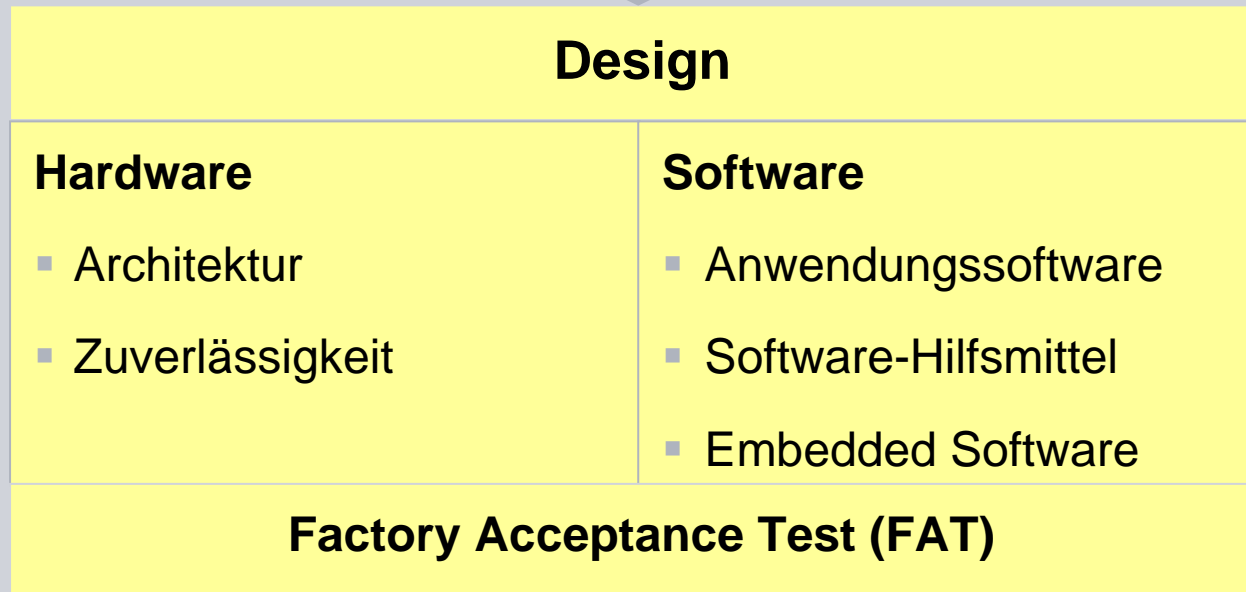 Design
Hardware
Architektur
Zuverlässigkeit
Software
Anwendungssoftware
Software-Hilfsmittel
Embedded Software
Factory Acceptance Test (FAT)